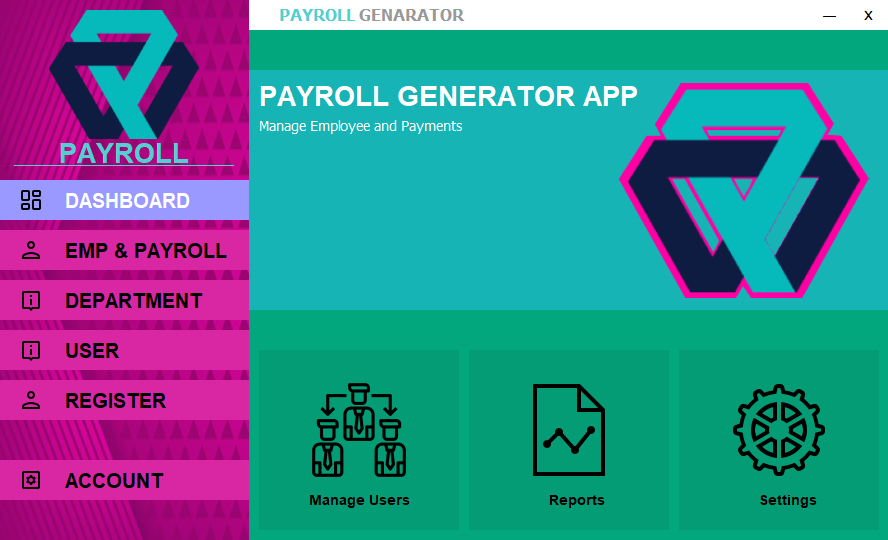 PAYROLL GENARATOR
— X
PAYROLL
DASHBOARD
EMP & PAYROLL
DEPARTMENT
USER
REGISTER
ACCOUNT
PAYROLL GENERATOR APP
Manage Employee and Payments
Manage Users
Reports
Settings